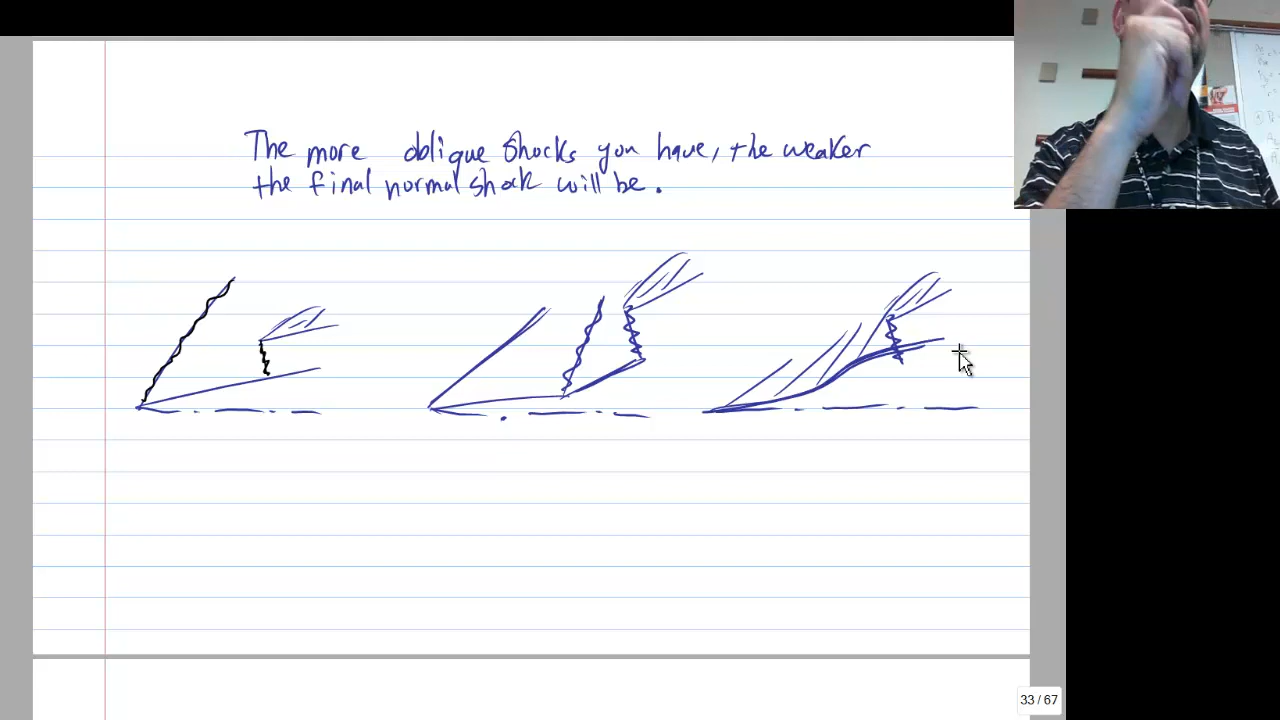 The more oblique shocks you have, the weaker
the final normal shock will be.
33 / 67